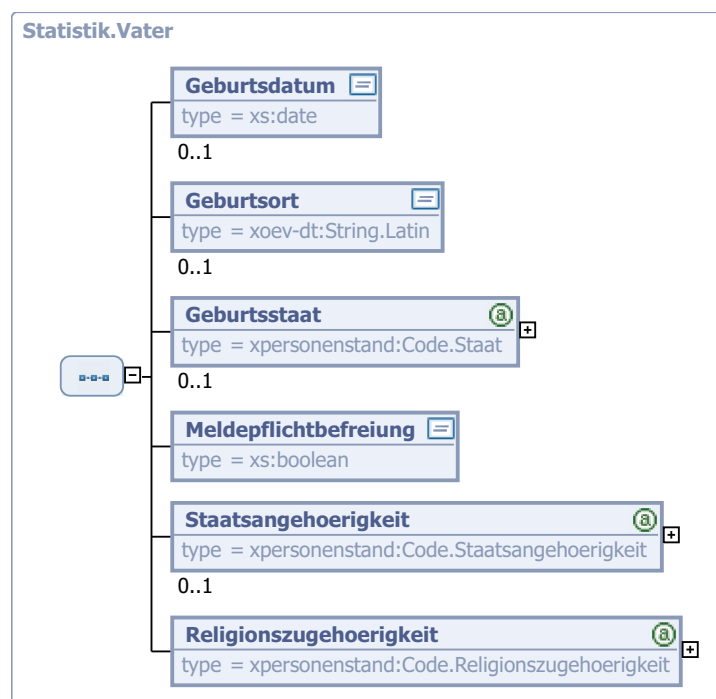 Statistik.Vater
Geburtsdatum
type = xs:date
0..1
Geburtsort
type = xoev-dt:String.Latin
0..1
Geburtsstaat
type = xpersonenstand:Code.Staat
0..1
Meldepflichtbefreiung
type = xs:boolean
Staatsangehoerigkeit
type = xpersonenstand:Code.Staatsangehoerigkeit
0..1
Religionszugehoerigkeit
type = xpersonenstand:Code.Religionszugehoerigkeit